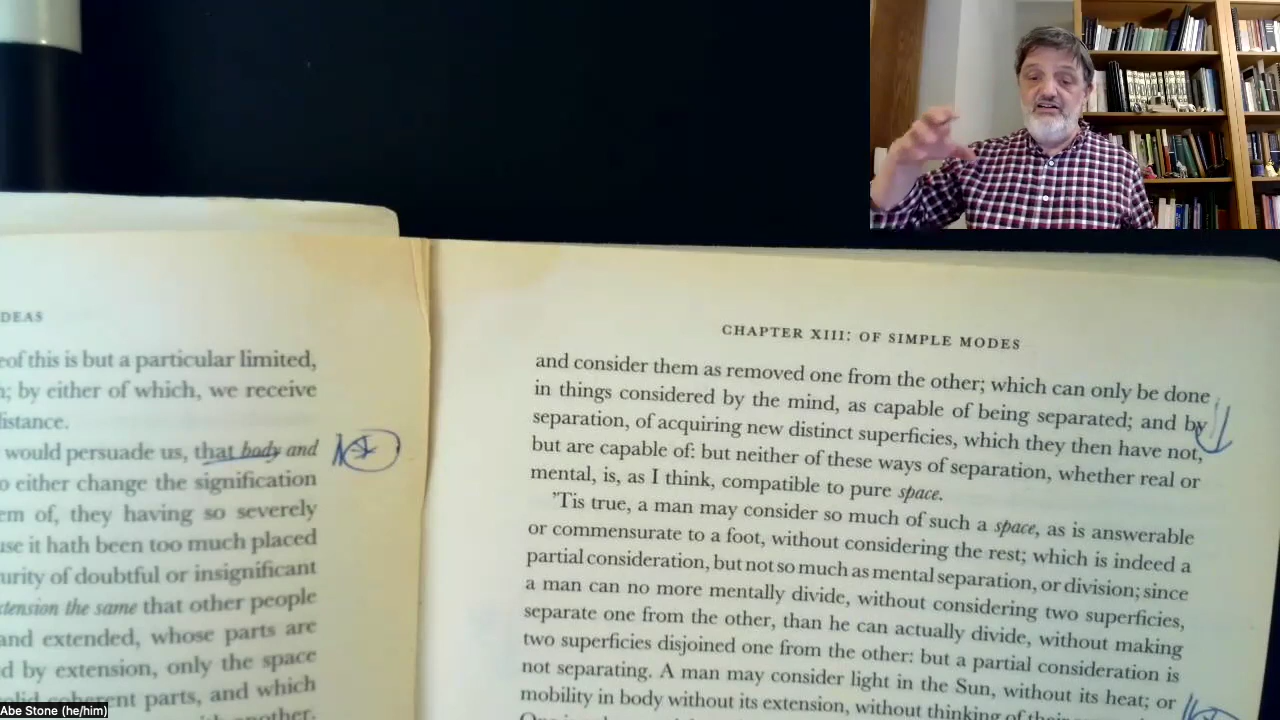 DEAS
of this is but a particular limited,
; by either of which, we receive
distance.
would persuade us, that body and
o either change the signification
em of, they having so severely
use it hath been too much placed
urity of doubtful or insignificant
tension the same that other people
and extended, whose parts are
d by extension, only the space
solid coherent parts, and which
another.
CHAPTER XIII: OF SIMPLE MODES
and consider them as removed one from the other; which can only be done
in things considered by the mind, as capable of being separated; and by
separation, of acquiring new distinct superficies, which they then have not,
but are capable of: but neither of these ways of separation, whether real or
mental, is, as I think, compatible to pure space.
'Tis true, a man may consider so much of such a space, as is answerable
or commensurate to a foot, without considering the rest; which is indeed a
partial consideration, but not so much as mental separation, or division; since
a man can no more mentally divide, without considering two superficies,
separate one from the other, than he can actually divide, without making
two superficies disjoined one from the other: but a partial consideration is
not separating. A man may consider light in the Sun, without its heat; or
mobility in body without its extension, without thinking of their
Abe Stone (he/him)